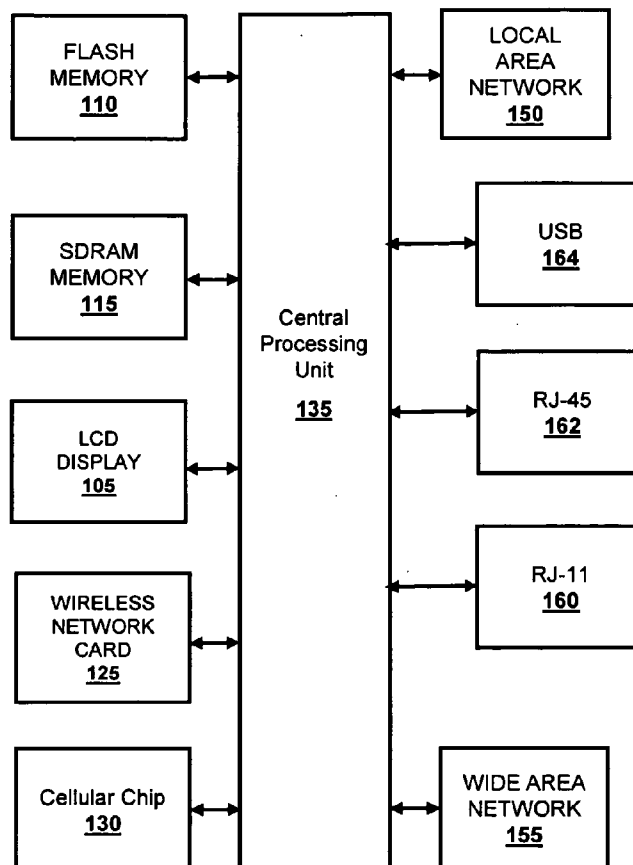 FLASH
MEMORY
110
SDRAM
MEMORY
115
LCD
DISPLAY
105
WIRELESS
NETWORK
CARD
125
Cellular Chip
130
Central
Processing
Unit
135
LOCAL
AREA
NETWORK
150
USB
164
RJ-45
162
RJ-11
160
WIDE AREA
NETWORK
155